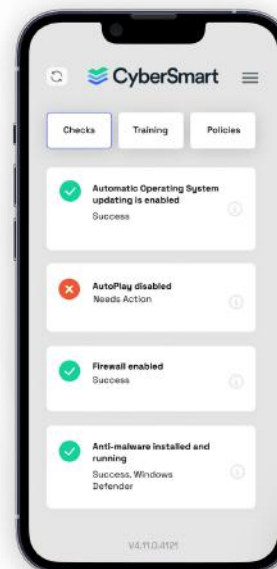 CyberSmart
Checks Training Policies
Automatic Operating System
updating is enabled
Success
AutoPlay disabled
Needs Action
Firewall enabled
Success
Anti-malware installed and
running
Success. Windows
Defender
V4.11.0.4121